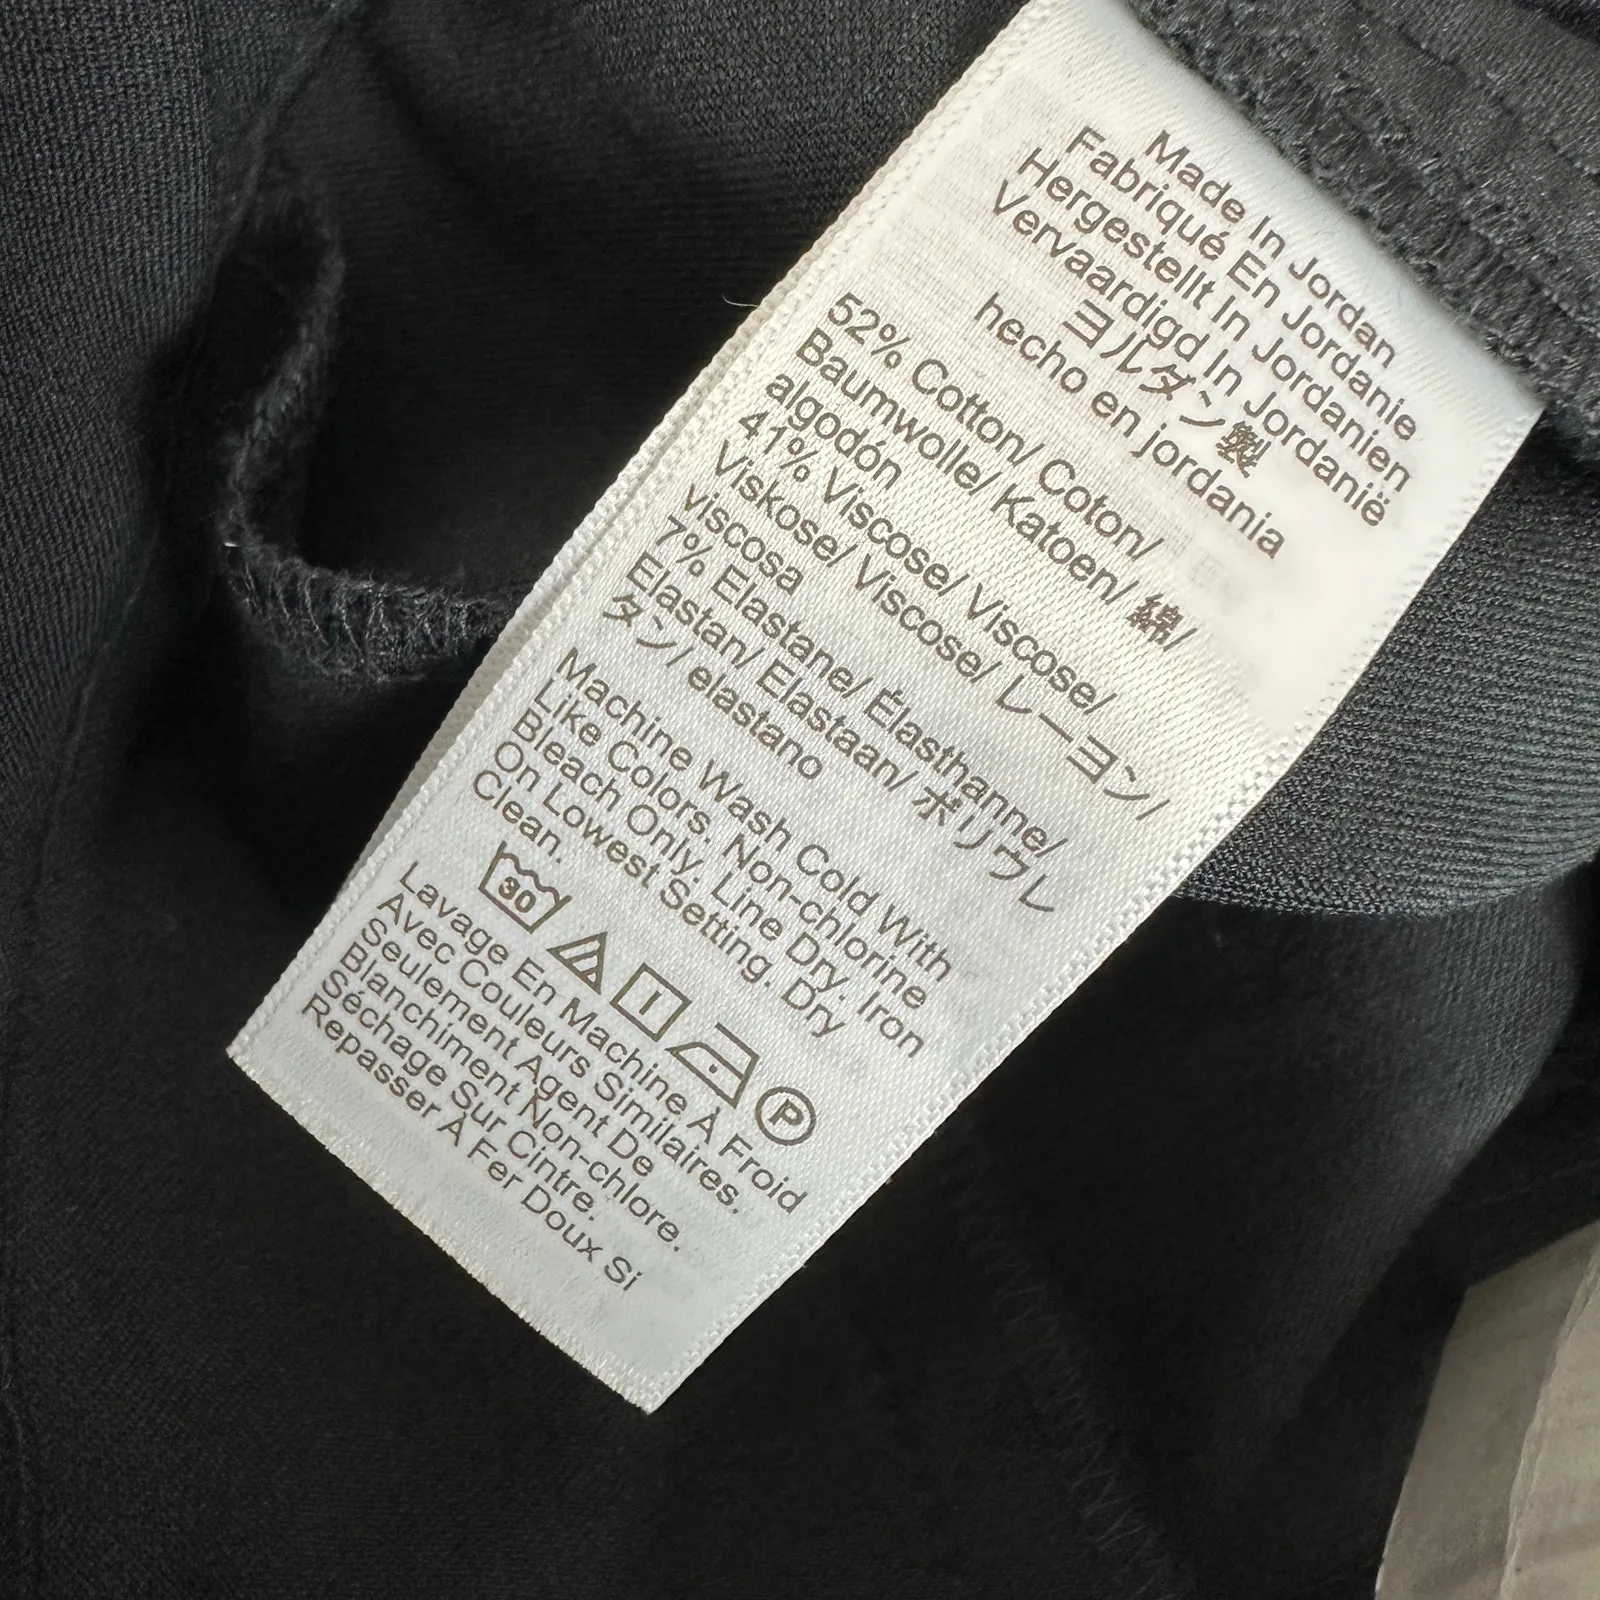 Made In Jordan
Fabriqué En Jordanie
Hergestellt In Jordanien
Vervaardigd In Jordanië
ヨルダン製
hecho en jordania
52% Cotton/ Coton/
Baumwolle/ Katoen/ 綿/
algodón
41% Viscose/ Viscose/
Viskose/ Viscose/ レーヨン/
viscosa
7% Elastane/ Élasthanne/
Elastan/ Elastaan/ ポリウレ
タン/ elastano
Machine Wash Cold With
Like Colors. Non-chlorine
Bleach Only. Line Dry. Iron
On Lowest Setting. Dry
Clean.
30 P
Lavage En Machine À Froid
Avec Couleurs Similaires.
Seulement Agent De
Blanchiment Non-chlore.
Séchage Sur Cintre.
Repasser À Fer Doux Si